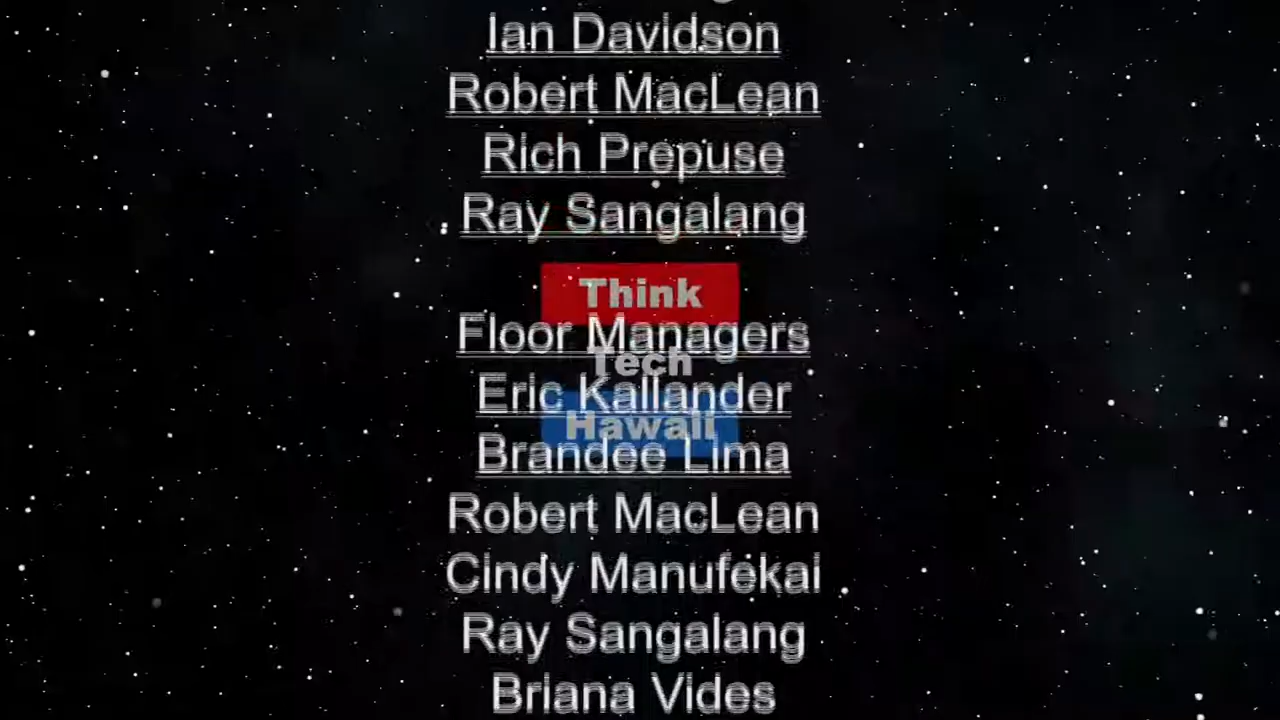 Ian Davidson
Robert MacLean
Rich Prepuse
Ray Sangalang
Think
Floor Managers
Tech
Eric Kallander
Hawaii
Brandee Lima
Robert MacLean
Cindy Manufekai
Ray Sangalang
Briana Vides